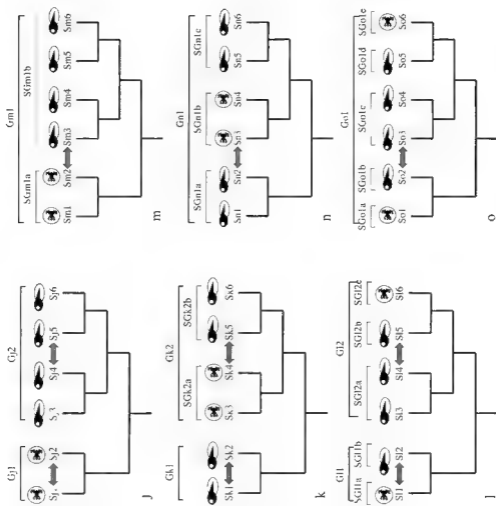 Gj1 Gj2
Sj1 Sj2 Sj3 Sj4 Sj5 Sj6
j
Gk1 Gk2
SGk2a SGk2b
Sk1 Sk2 Sk3 Sk4 Sk5 Sk6
k
Gl1 Gl2
SGl1a SGl1b SGl2a SGl2b SGl2c
Sl1 Sl2 Sl3 Sl4 Sl5 Sl6
l
Gm1
SGm1a SGm1b
Sm1 Sm2 Sm3 Sm4 Sm5 Sm6
m
Gn1
SGn1a SGn1b SGn1c
Sn1 Sn2 Sn3 Sn4 Sn5 Sn6
n
Go1
SGo1a SGo1b SGo1c SGo1d SGo1e
So1 So2 So3 So4 So5 So6
o